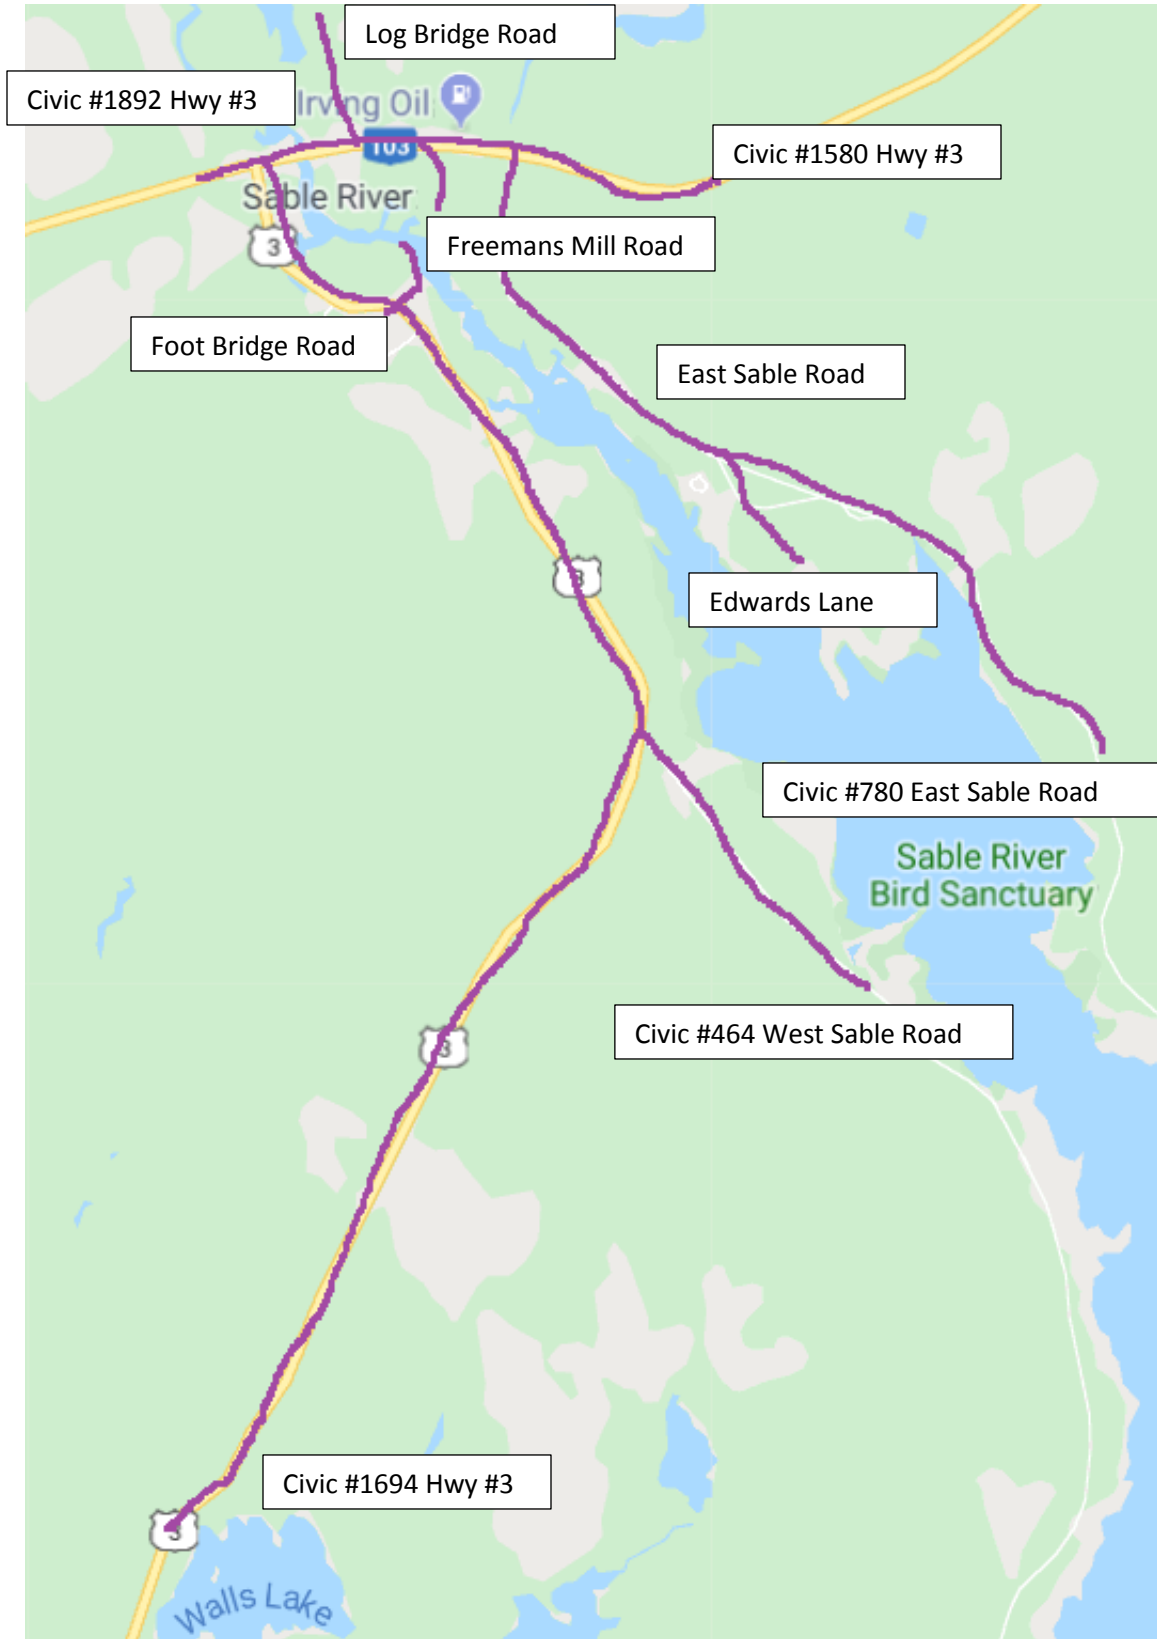 Log Bridge Road
Civic #1892 Hwy #3
Irving Oil
103
Civic #1580 Hwy #3
Sable River
3
Freemans Mill Road
Foot Bridge Road
East Sable Road
3
Edwards Lane
Civic #780 East Sable Road
Sable River
Bird Sanctuary
Civic #464 West Sable Road
3
Civic #1694 Hwy #3
3
Walls Lake